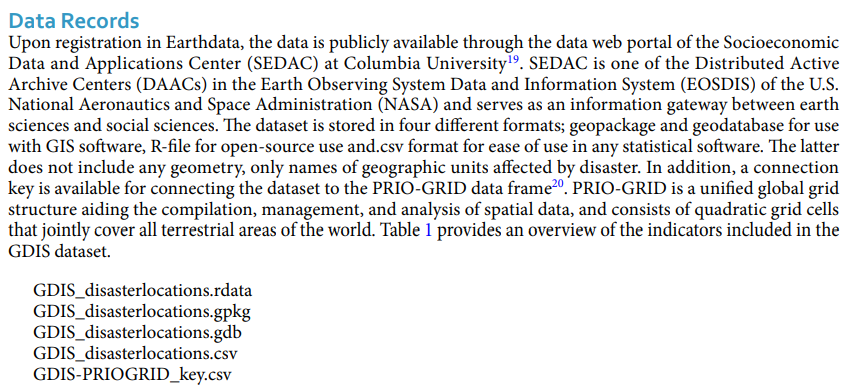 Data Records
Upon registration in Earthdata, the data is publicly available through the data web portal of the Socioeconomic
Data and Applications Center (SEDAC) at Columbia University19. SEDAC is one of the Distributed Active
Archive Centers (DAACs) in the Earth Observing System Data and Information System (EOSDIS) of the U.S.
National Aeronautics and Space Administration (NASA) and serves as an information gateway between earth
sciences and social sciences. The dataset is stored in four different formats; geopackage and geodatabase for use
with GIS software, R-file for open-source use and.csv format for ease of use in any statistical software. The latter
does not include any geometry, only names of geographic units affected by disaster. In addition, a connection
key is available for connecting the dataset to the PRIO-GRID data frame20. PRIO-GRID is a unified global grid
structure aiding the compilation, management, and analysis of spatial data, and consists of quadratic grid cells
that jointly cover all terrestrial areas of the world. Table 1 provides an overview of the indicators included in the
GDIS dataset.
GDIS_disasterlocations.rdata
GDIS_disasterlocations.gpkg
GDIS_disasterlocations.gdb
GDIS_disasterlocations.csv
GDIS-PRIOGRID_key.csv